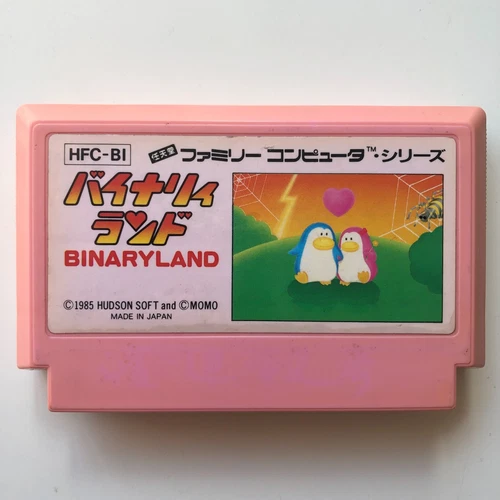 HFC-BI
任天堂 ファミリーコンピュータ™・シリーズ
バイナリィ
ランド
BINARYLAND
©1985 HUDSON SOFT and ©MOMO
MADE IN JAPAN